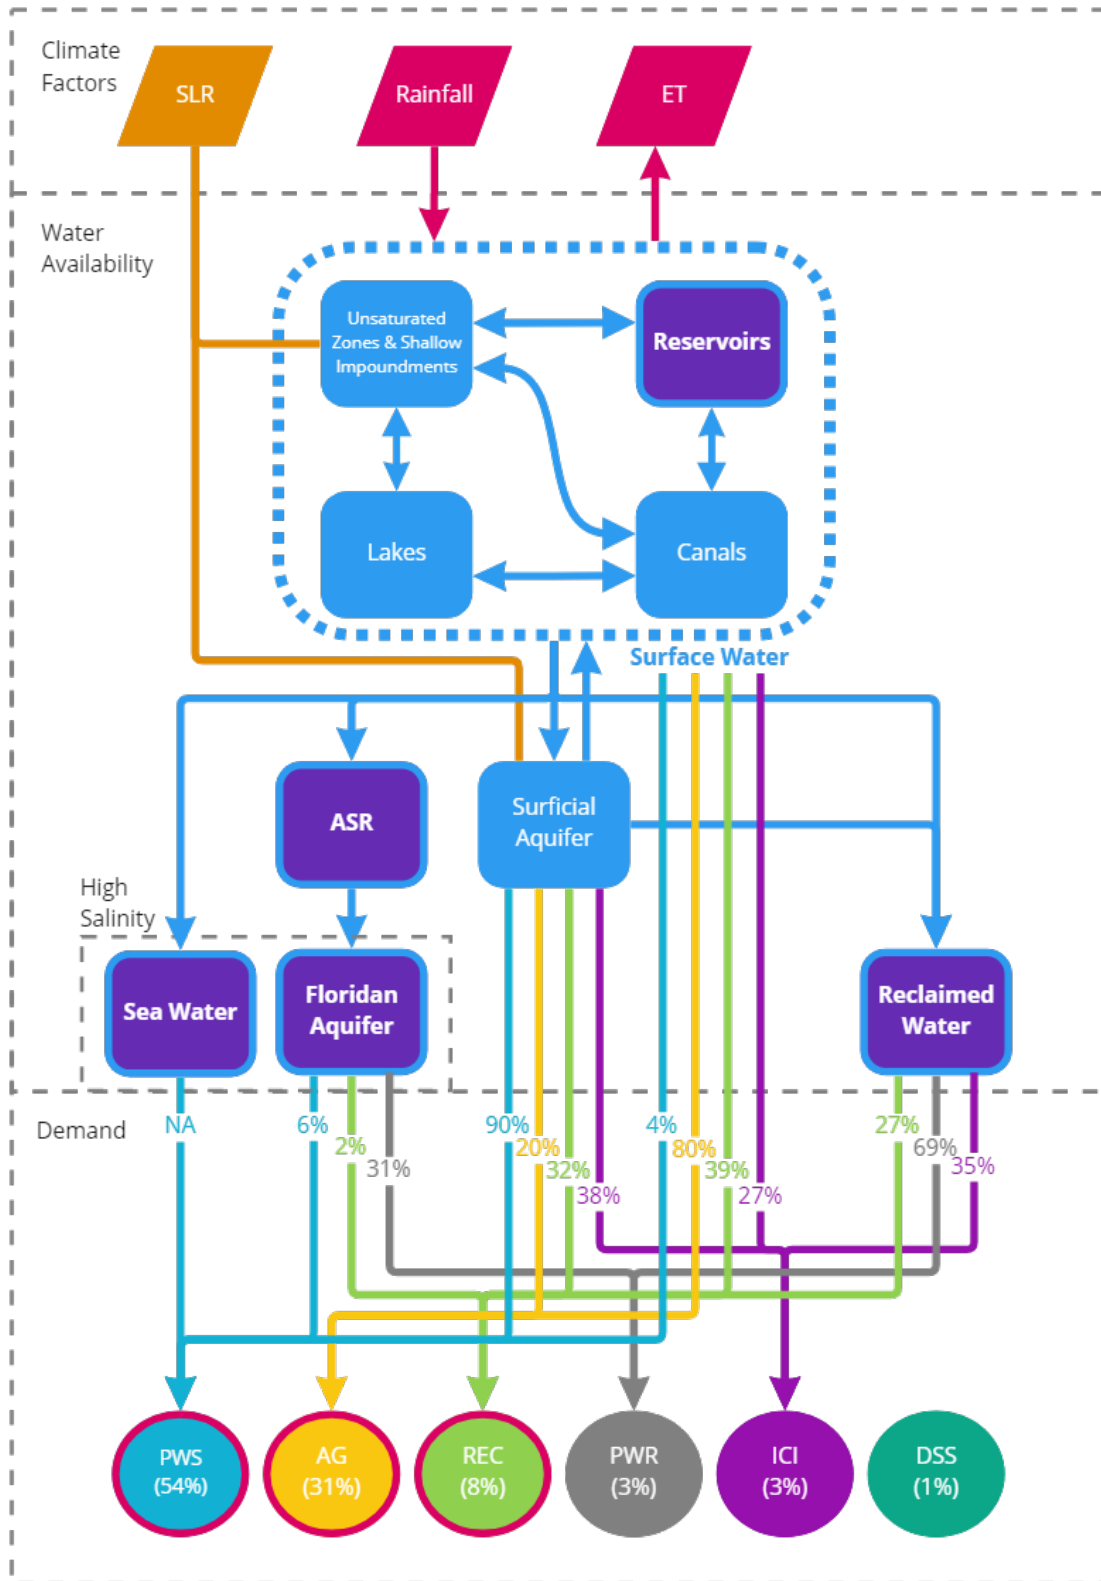 Climate
Factors
SLR
Rainfall
ET
Water
Availability
Unsaturated
Zones & Shallow
Impoundments
Reservoirs
Lakes
Canals
Surface Water
ASR
Surficial
Aquifer
High
Salinity
Sea Water
Floridan
Aquifer
Reclaimed
Water
Demand
NA
6%
2%
31%
90%
20%
32%
38%
4%
80%
39%
27%
27%
69%
35%
PWS
(54%)
AG
(31%)
REC
(8%)
PWR
(3%)
ICI
(3%)
DSS
(1%)